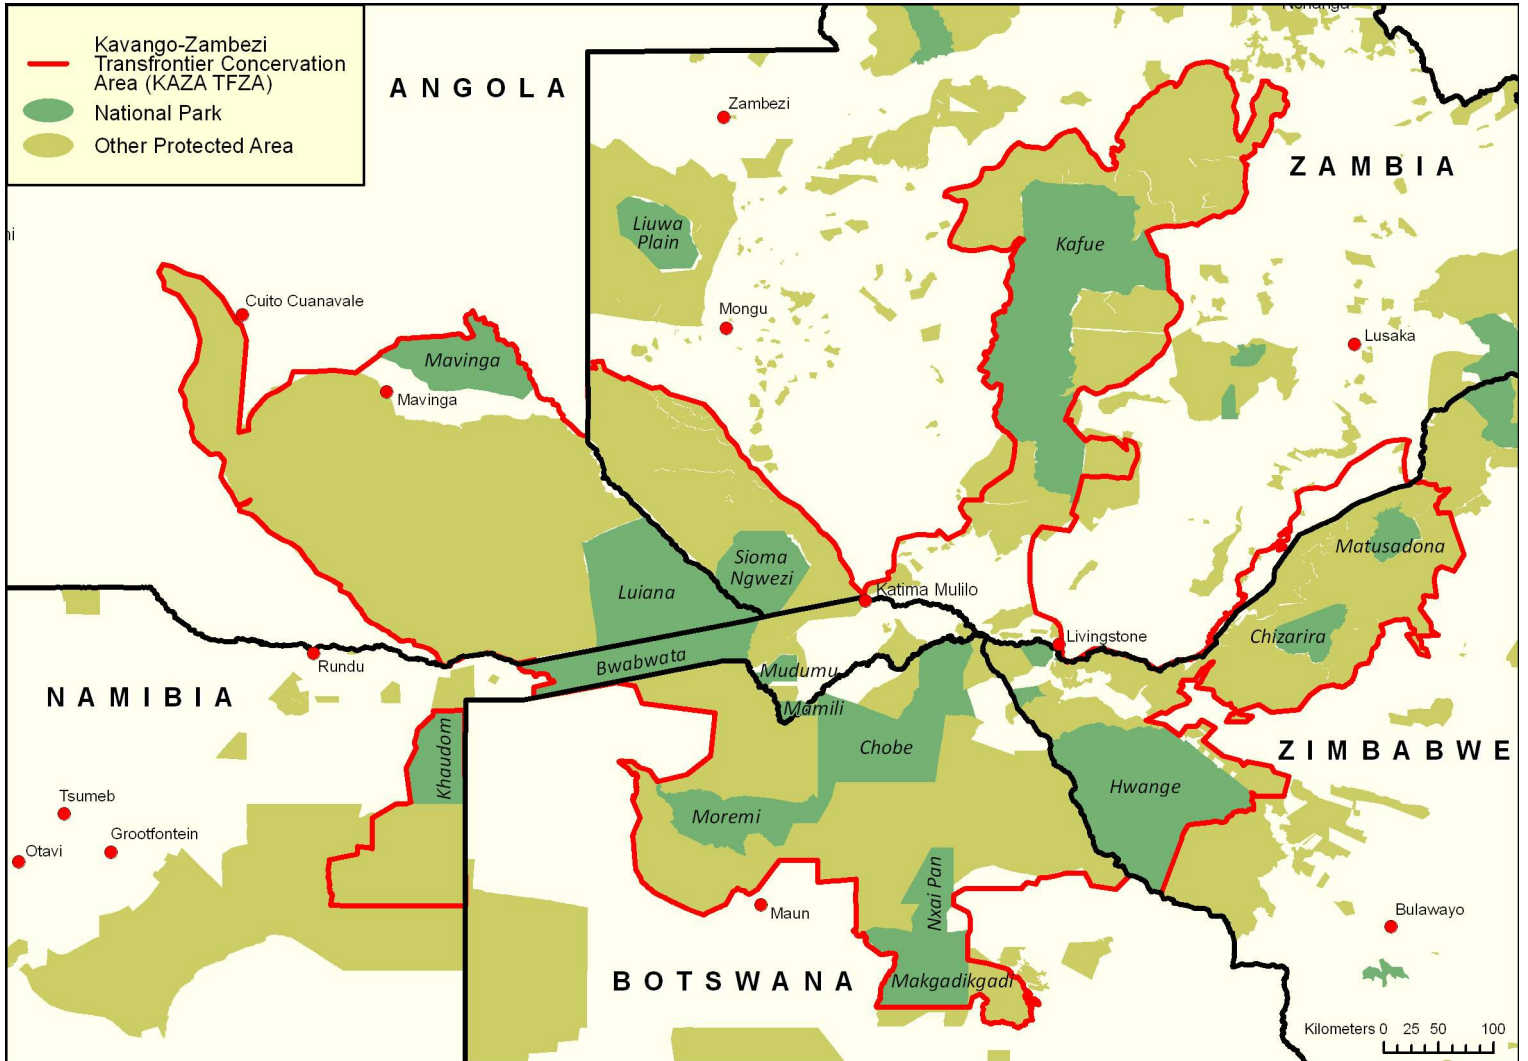 Kavango-Zambezi
Transfrontier Concervation
Area (KAZA TFZA)
National Park
Other Protected Area
ANGOLA
Zambezi
ZAMBIA
Liuwa
Plain
Kafue
Cuito Cuanavale
Mongu
Lusaka
Mavinga
Mavinga
Matusadona
Sioma
Ngwezi
Luiana
Katima Mulilo
Chizarira
Livingstone
Bwabwata
Rundu
Mudumu
NAMIBIA
Mamili
Chobe
ZIMBABWE
Khaudom
Hwange
Tsumeb
Moremi
Grootfontein
Otavi
Nxai Pan
Maun
Bulawayo
BOTSWANA
Makgadikgadi
Kilometers 0 25 50 100